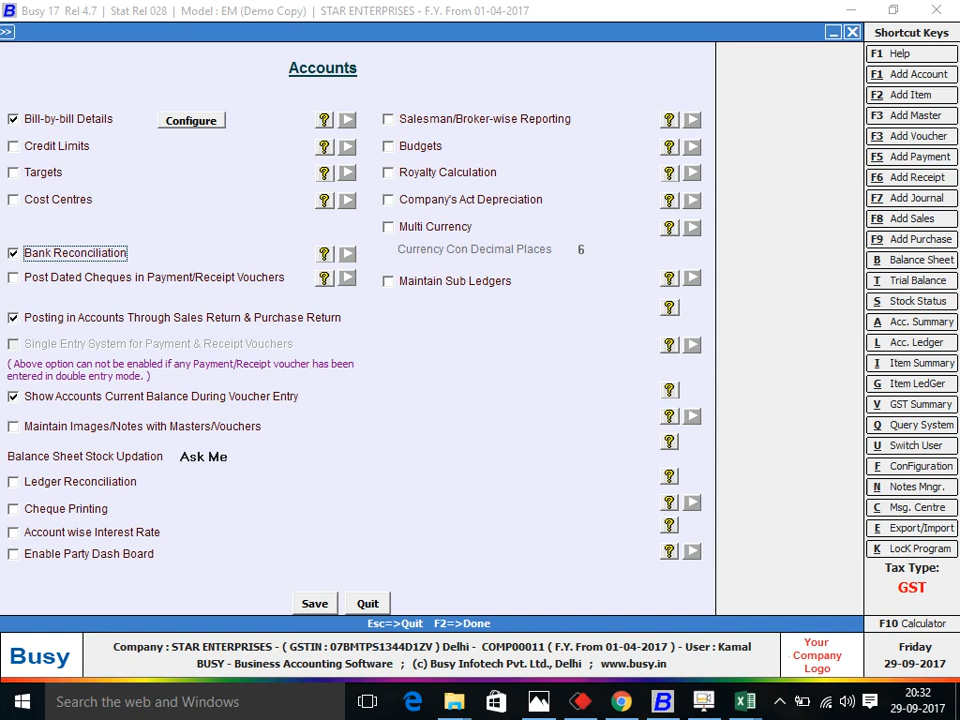 Busy 17 Rel 4.7 | Stat Rel 028 | Model : EM (Demo Copy) | STAR ENTERPRISES - F.Y. From 01-04-2017
>>
Accounts
Bill-by-bill Details Configure ?
Credit Limits ?
Targets ?
Cost Centres ?
Bank Reconciliation ?
Post Dated Cheques in Payment/Receipt Vouchers ?
Posting in Accounts Through Sales Return & Purchase Return ?
Single Entry System for Payment & Receipt Vouchers ?
( Above option can not be enabled if any Payment/Receipt voucher has been
entered in double entry mode. )
Show Accounts Current Balance During Voucher Entry ?
Maintain Images/Notes with Masters/Vouchers ?
Balance Sheet Stock Updation Ask Me ?
Ledger Reconciliation ?
Cheque Printing ?
Account wise Interest Rate ?
Enable Party Dash Board ?
Salesman/Broker-wise Reporting ?
Budgets ?
Royalty Calculation ?
Company's Act Depreciation ?
Multi Currency ?
Currency Con Decimal Places 6
Maintain Sub Ledgers ?
Save Quit
Esc=>Quit F2=>Done
Shortcut Keys
F1 Help
F1 Add Account
F2 Add Item
F3 Add Master
F3 Add Voucher
F5 Add Payment
F6 Add Receipt
F7 Add Journal
F8 Add Sales
F9 Add Purchase
B Balance Sheet
T Trial Balance
S Stock Status
A Acc. Summary
L Acc. Ledger
I Item Summary
G Item LedGer
V GST Summary
Q Query System
U Switch User
F ConFiguration
N Notes Mngr.
C Msg. Centre
E Export/Import
K LocK Program
Tax Type:
GST
F10 Calculator
Busy
Company : STAR ENTERPRISES - ( GSTIN : 07BMTPS1344D1ZV ) Delhi - COMP00011 ( F.Y. From 01-04-2017 ) - User : Kamal
BUSY - Business Accounting Software ; (c) Busy Infotech Pvt. Ltd., Delhi ; www.busy.in
Your
Company
Logo
Friday
29-09-2017
Search the web and Windows
20:32
29-09-2017